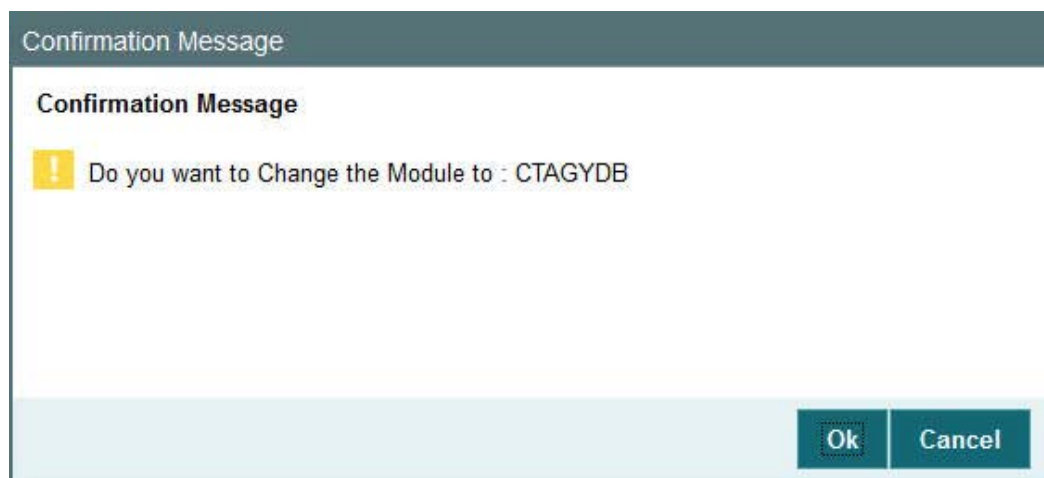 Confirmation Message
Confirmation Message
! Do you want to Change the Module to : CTAGYDB
Ok Cancel